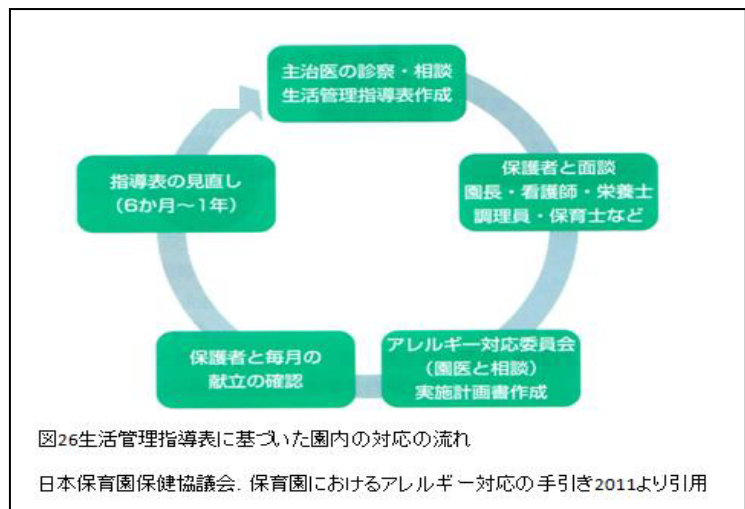 主治医の診察・相談
生活管理指導表作成
保護者と面談
園長・看護師・栄養士
調理員・保育士など
アレルギー対応委員会
(園医と相談)
実施計画書作成
保護者と毎月の
献立の確認
指導表の見直し
(6か月～1年)
図26生活管理指導表に基づいた園内の対応の流れ
日本保育園保健協議会. 保育園におけるアレルギー対応の手引き2011より引用